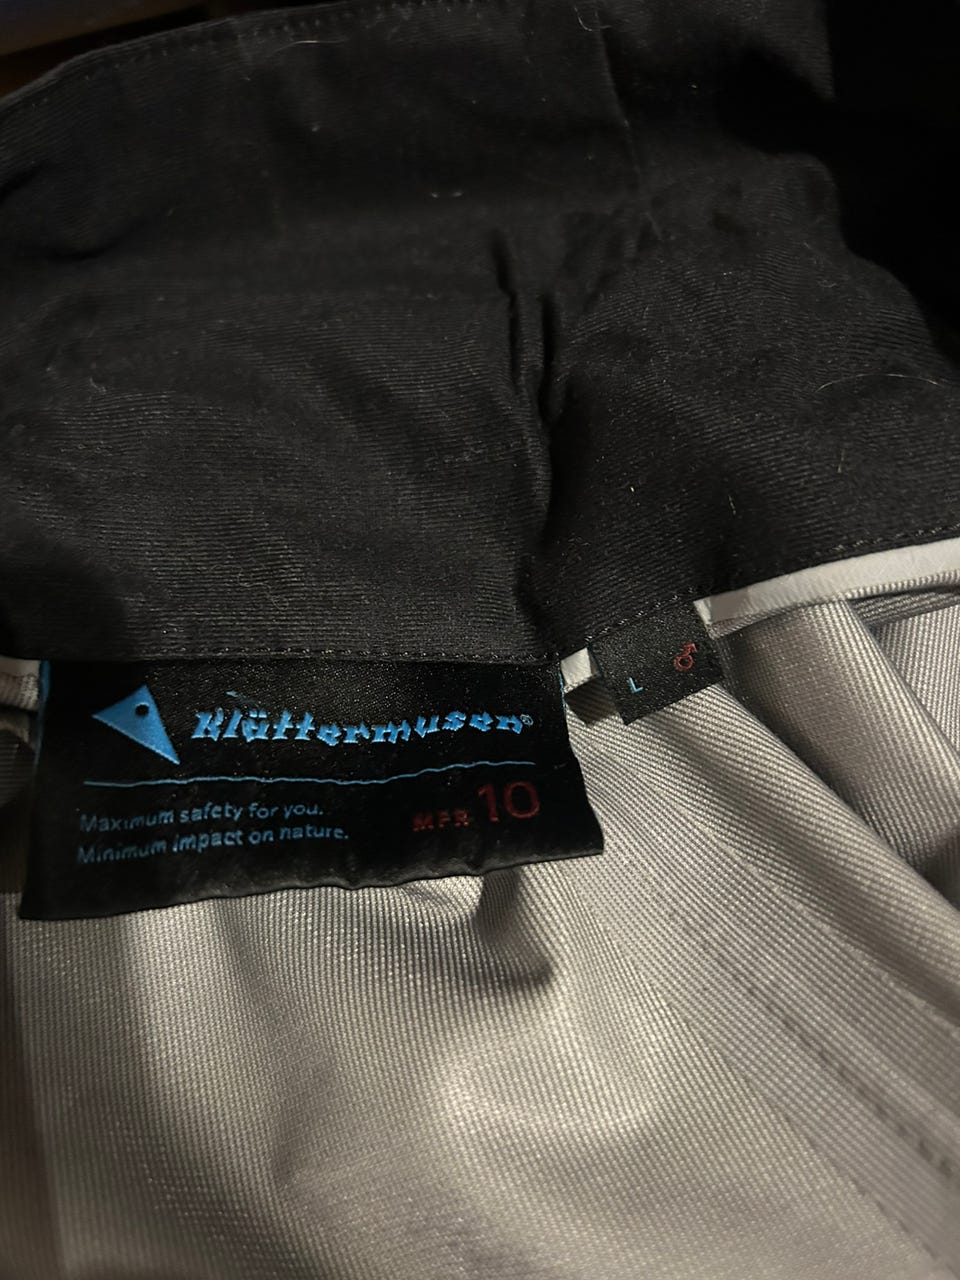 Klättermusen®
Maximum safety for you.
Minimum impact on nature.
MFR 10
L ♂